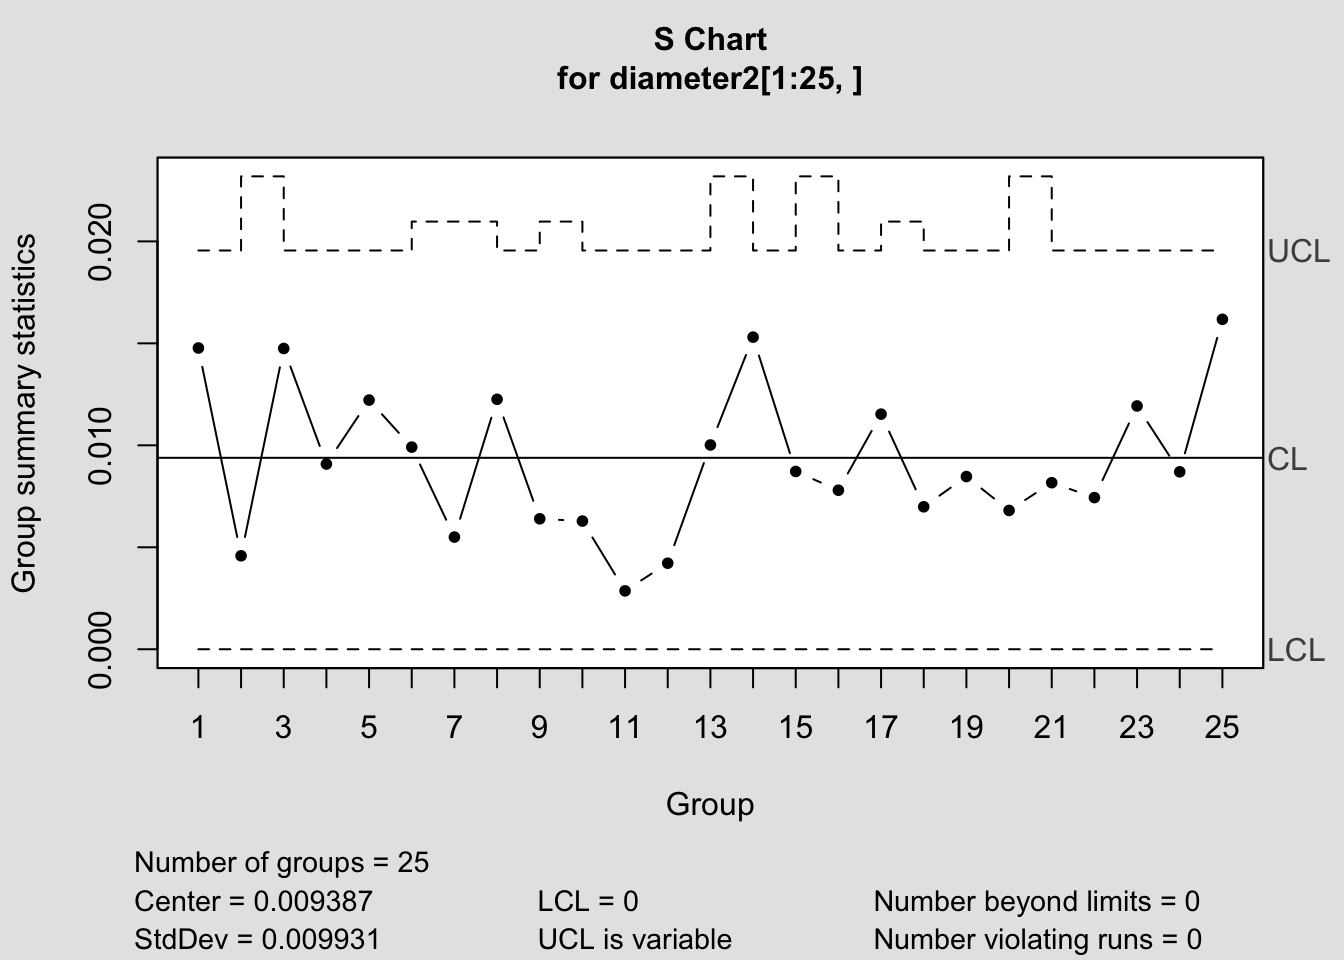 S Chart
for diameter2[1:25, ]
Group summary statistics
0.020
0.010
0.000
UCL
CL
LCL
1 3 5 7 9 11 13 15 17 19 21 23 25
Group
Number of groups = 25
Center = 0.009387 LCL = 0 Number beyond limits = 0
StdDev = 0.009931 UCL is variable Number violating runs = 0